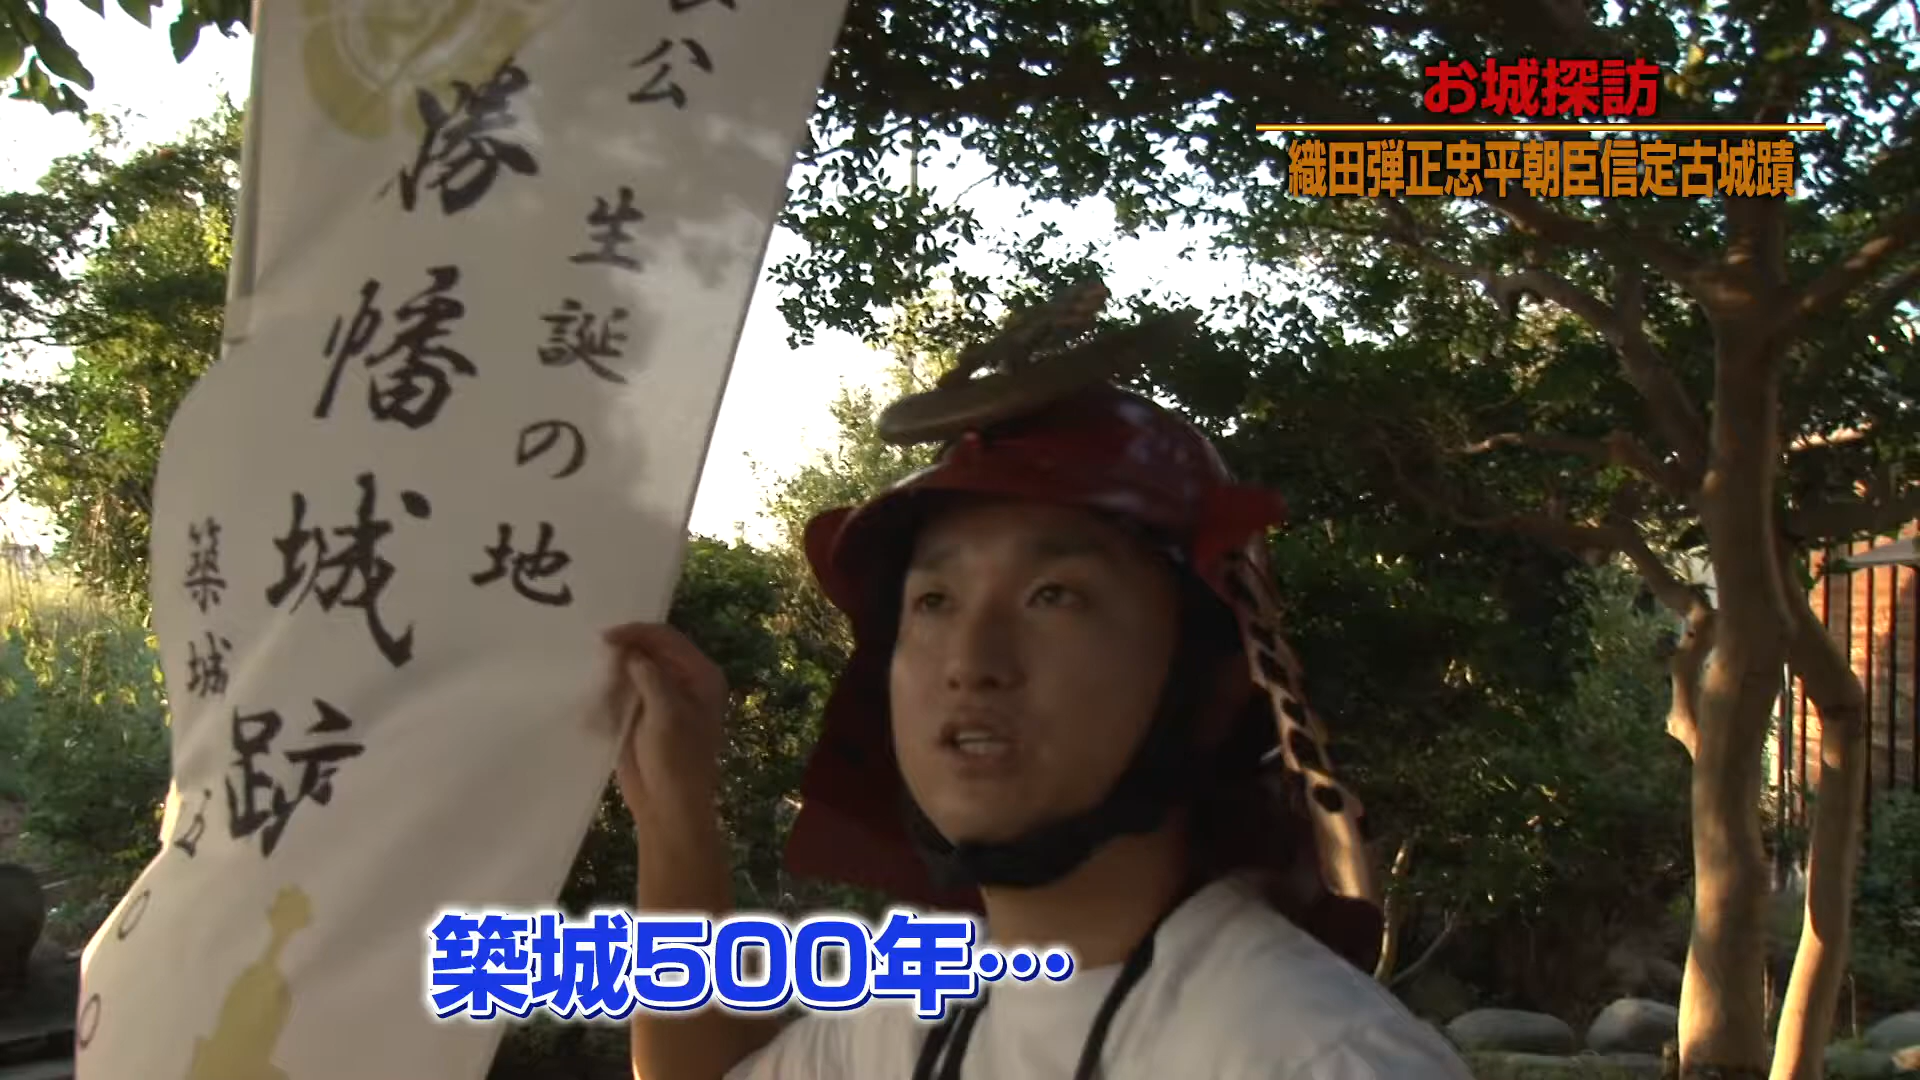 お城探訪
織田弾正忠平朝臣信定古城蹟
公 生誕の地
勝幡城跡
築城
築城500年…